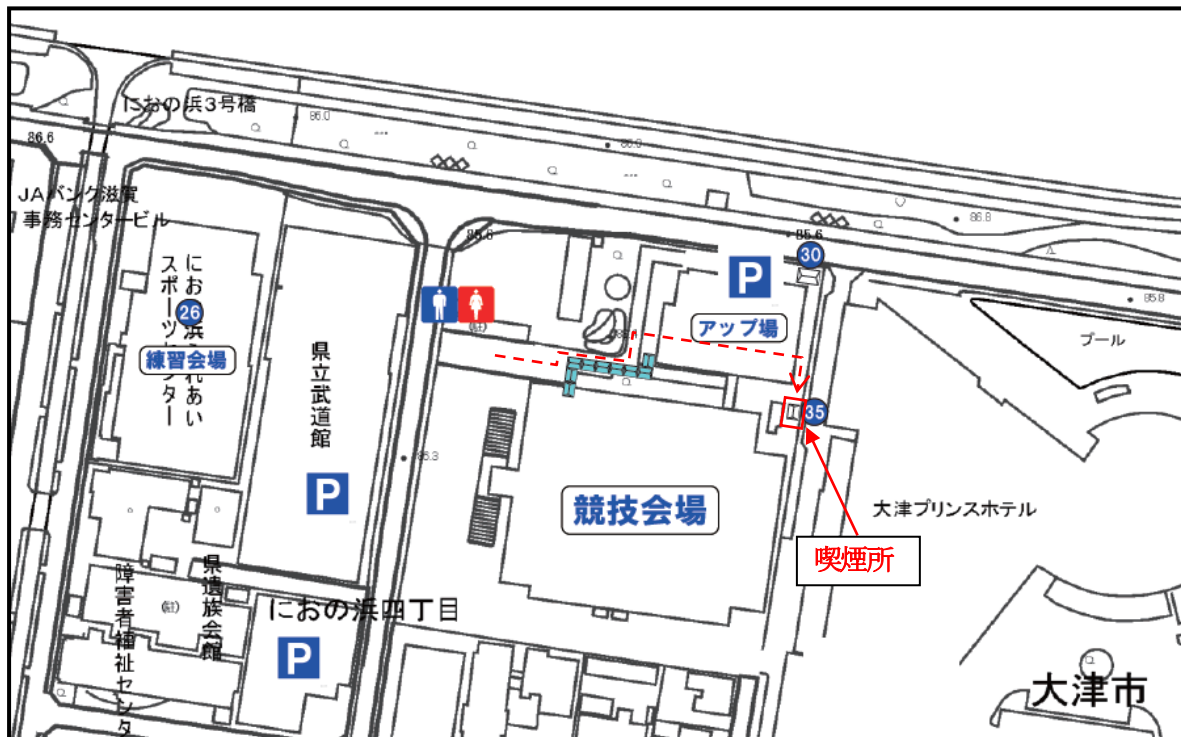 におの浜3号橋
86.0
86.6
JAバンク滋賀
事務センタービル
86.8
85.6
85.6
30
P
85.8
26
におの浜ふれあい
スポーツセンター
練習会場
(駐)
アップ場
プール
県立武道館
35
86.3
P
競技会場
大津プリンスホテル
喫煙所
県遺族会館
障害者福祉センタ
(駐)
におの浜四丁目
P
大津市